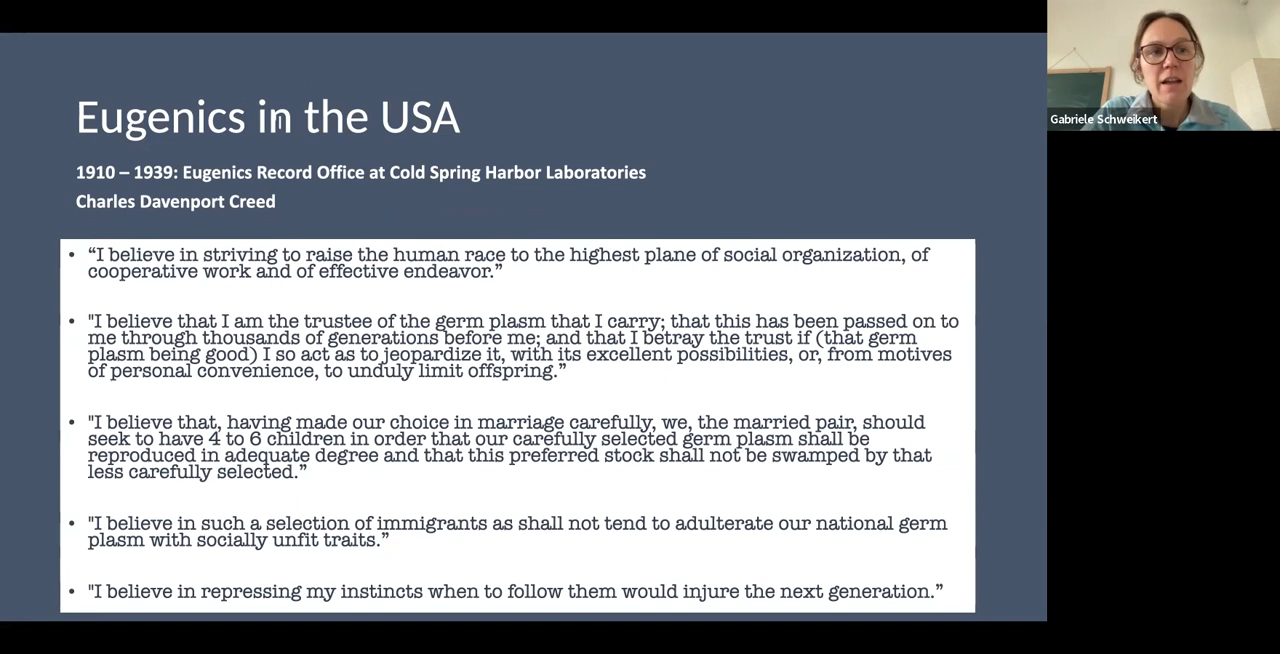 Eugenics in the USA
1910 – 1939: Eugenics Record Office at Cold Spring Harbor Laboratories
Charles Davenport Creed
• “I believe in striving to raise the human race to the highest plane of social organization, of
cooperative work and of effective endeavor.”
• "I believe that I am the trustee of the germ plasm that I carry; that this has been passed on to
me through thousands of generations before me; and that I betray the trust if (that germ
plasm being good) I so act as to jeopardize it, with its excellent possibilities, or, from motives
of personal convenience, to unduly limit offspring.”
• "I believe that, having made our choice in marriage carefully, we, the married pair, should
seek to have 4 to 6 children in order that our carefully selected germ plasm shall be
reproduced in adequate degree and that this preferred stock shall not be swamped by that
less carefully selected.”
• "I believe in such a selection of immigrants as shall not tend to adulterate our national germ
plasm with socially unfit traits.”
• "I believe in repressing my instincts when to follow them would injure the next generation.”
Gabriele Schweikert